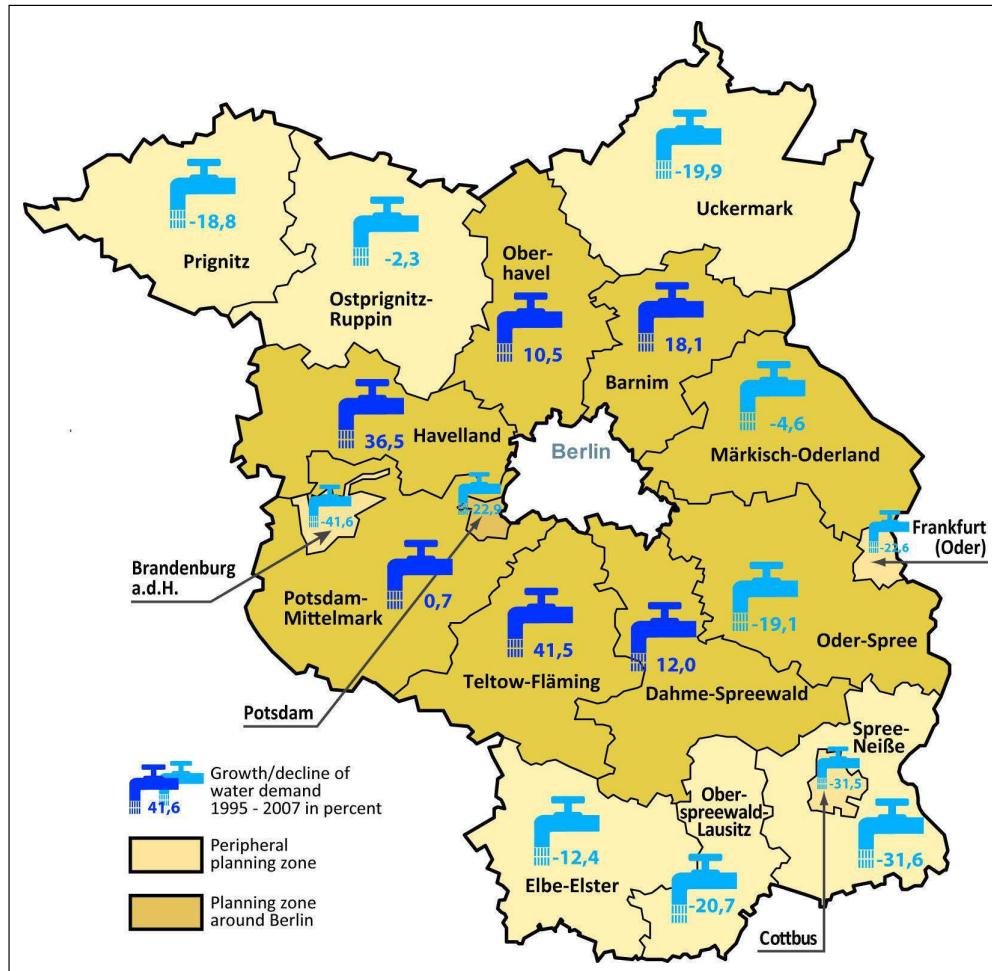 -19,9
Uckermark
-18,8
Prignitz
-2,3
Ostprignitz-
Ruppin
Ober-
havel
10,5
18,1
Barnim
36,5
Havelland
Berlin
-4,6
Märkisch-Oderland
-41,6
-22,9
Frankfurt
(Oder)
-22,6
Brandenburg
a.d.H.
Potsdam-
Mittelmark
0,7
41,5
Teltow-Fläming
12,0
Dahme-Spreewald
-19,1
Oder-Spree
Potsdam
Spree-
Neiße
-31,5
-31,6
Ober-
spreewald-
Lausitz
-20,7
-12,4
Elbe-Elster
Cottbus
41,6
Growth/decline of
water demand
1995 - 2007 in percent
Peripheral
planning zone
Planning zone
around Berlin